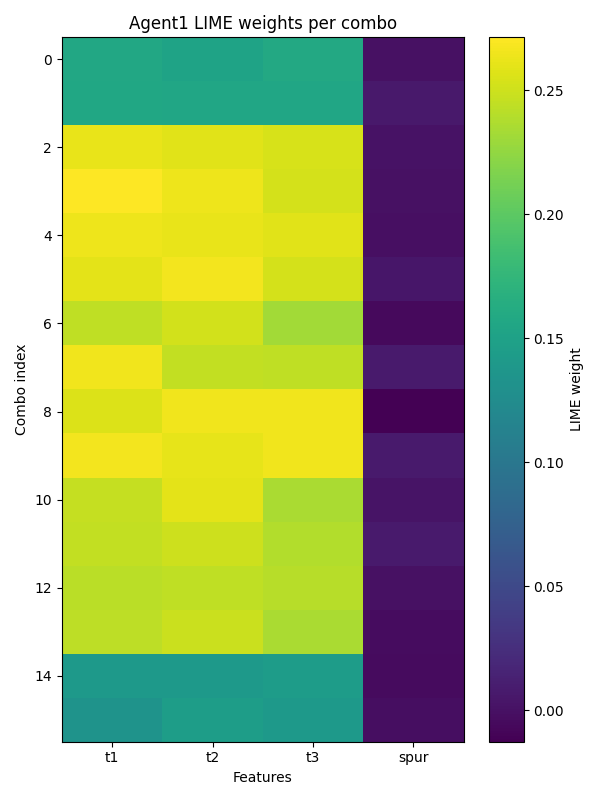 Agent1 LIME weights per combo
0
2
4
6
8
10
12
14
Combo index
t1 t2 t3 spur
Features
0.25
0.20
0.15
0.10
0.05
0.00
LIME weight